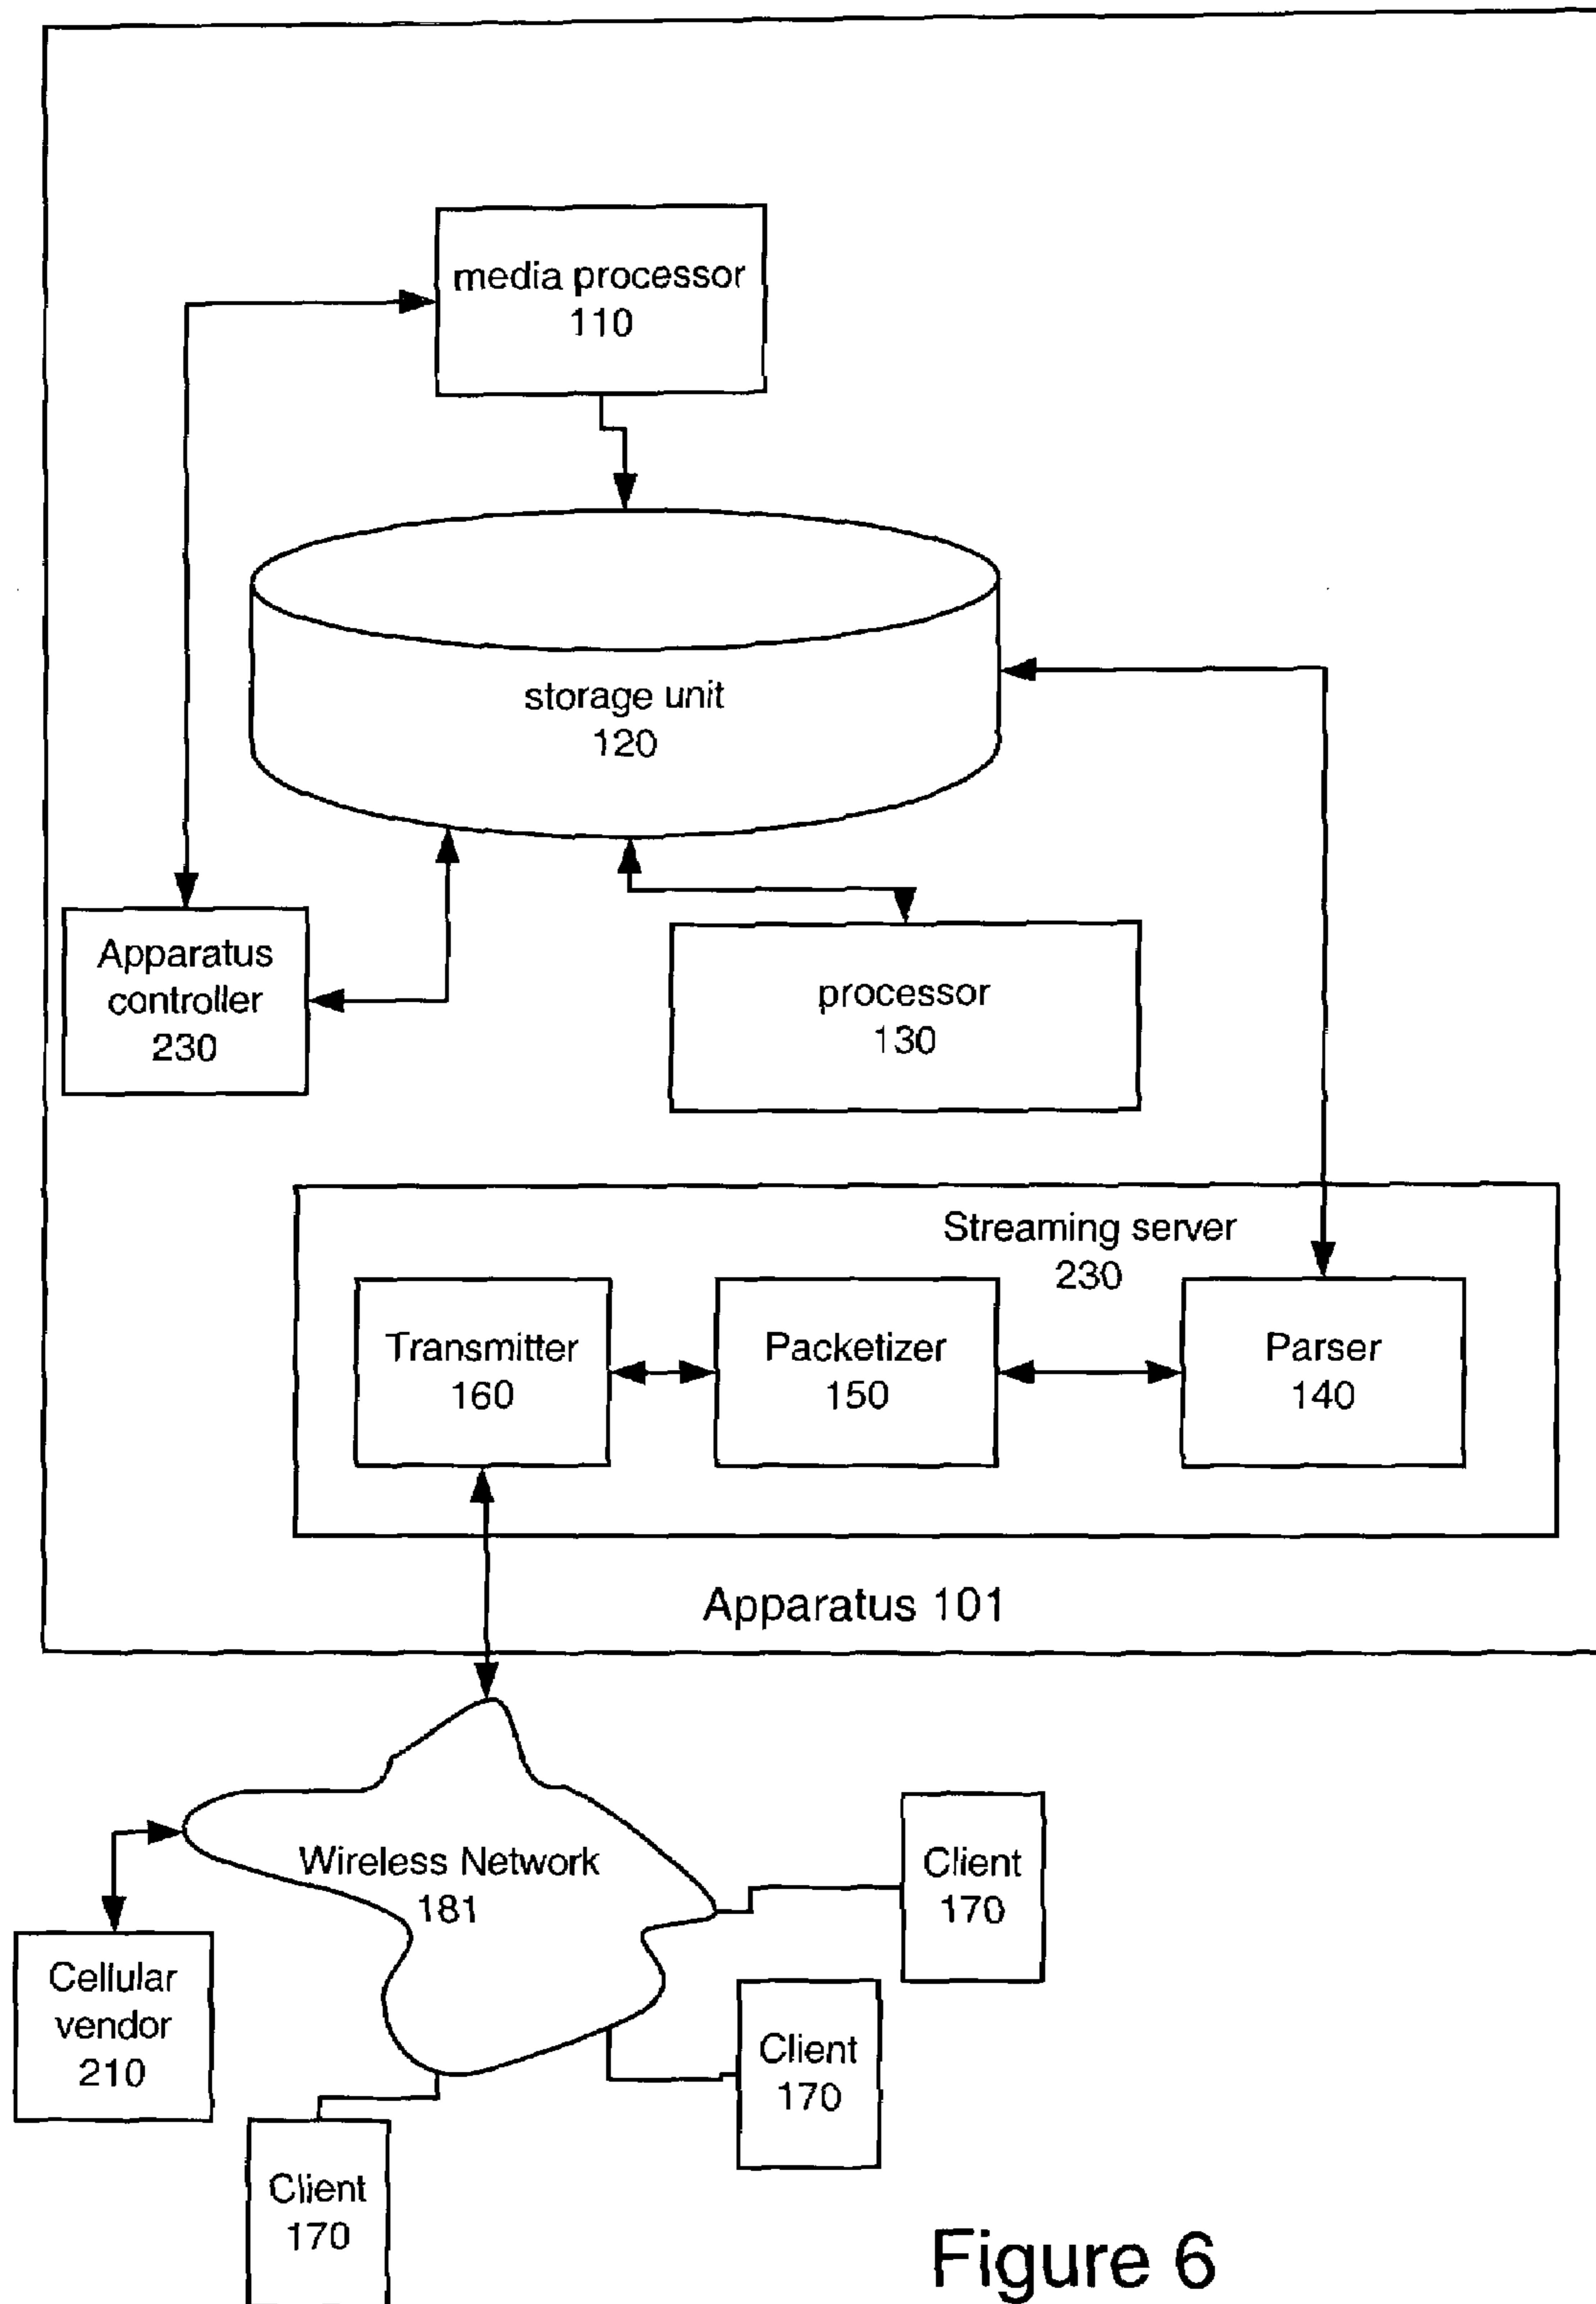 media processor
110
storage unit
120
Apparatus
controller
230
processor
130
Streaming server
230
Transmitter
160
Packetizer
150
Parser
140
Apparatus 101
Wireless Network
181
Client
170
Cellular
vendor
210
Client
170
Client
170
Figure 6